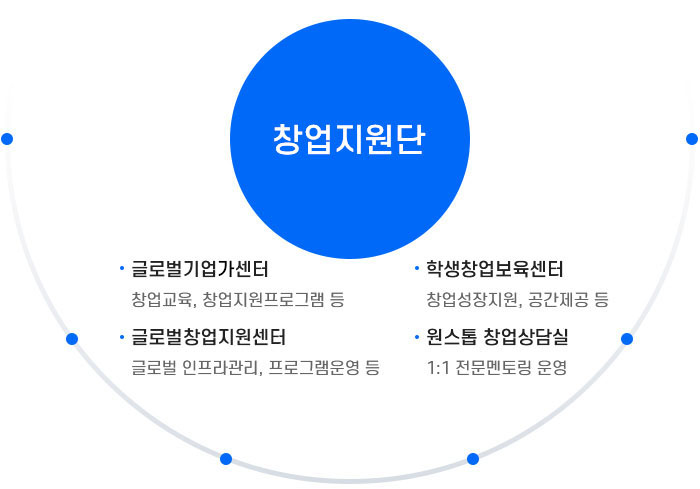 창업지원단
글로벌기업가센터
창업교육, 창업지원프로그램 등
글로벌창업지원센터
글로벌 인프라관리, 프로그램운영 등
학생창업보육센터
창업성장지원, 공간제공 등
원스톱 창업상담실
1:1 전문멘토링 운영